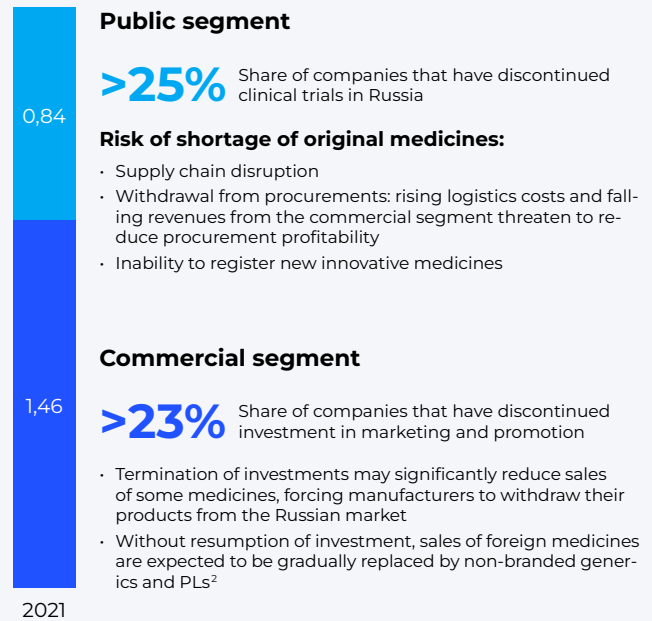 Public segment
0,84
>25% Share of companies that have discontinued
clinical trials in Russia
Risk of shortage of original medicines:
• Supply chain disruption
• Withdrawal from procurements: rising logistics costs and fall-
ing revenues from the commercial segment threaten to re-
duce procurement profitability
• Inability to register new innovative medicines
Commercial segment
1,46
>23% Share of companies that have discontinued
investment in marketing and promotion
• Termination of investments may significantly reduce sales
of some medicines, forcing manufacturers to withdraw their
products from the Russian market
• Without resumption of investment, sales of foreign medicines
are expected to be gradually replaced by non-branded gener-
ics and PLs²
2021